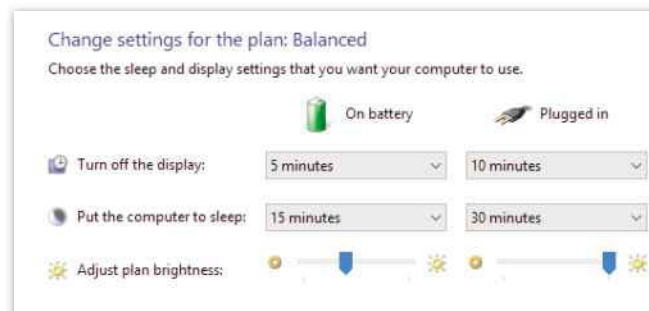 Change settings for the plan: Balanced
Choose the sleep and display settings that you want your computer to use.
On battery Plugged in
Turn off the display: 5 minutes 10 minutes
Put the computer to sleep: 15 minutes 30 minutes
Adjust plan brightness: